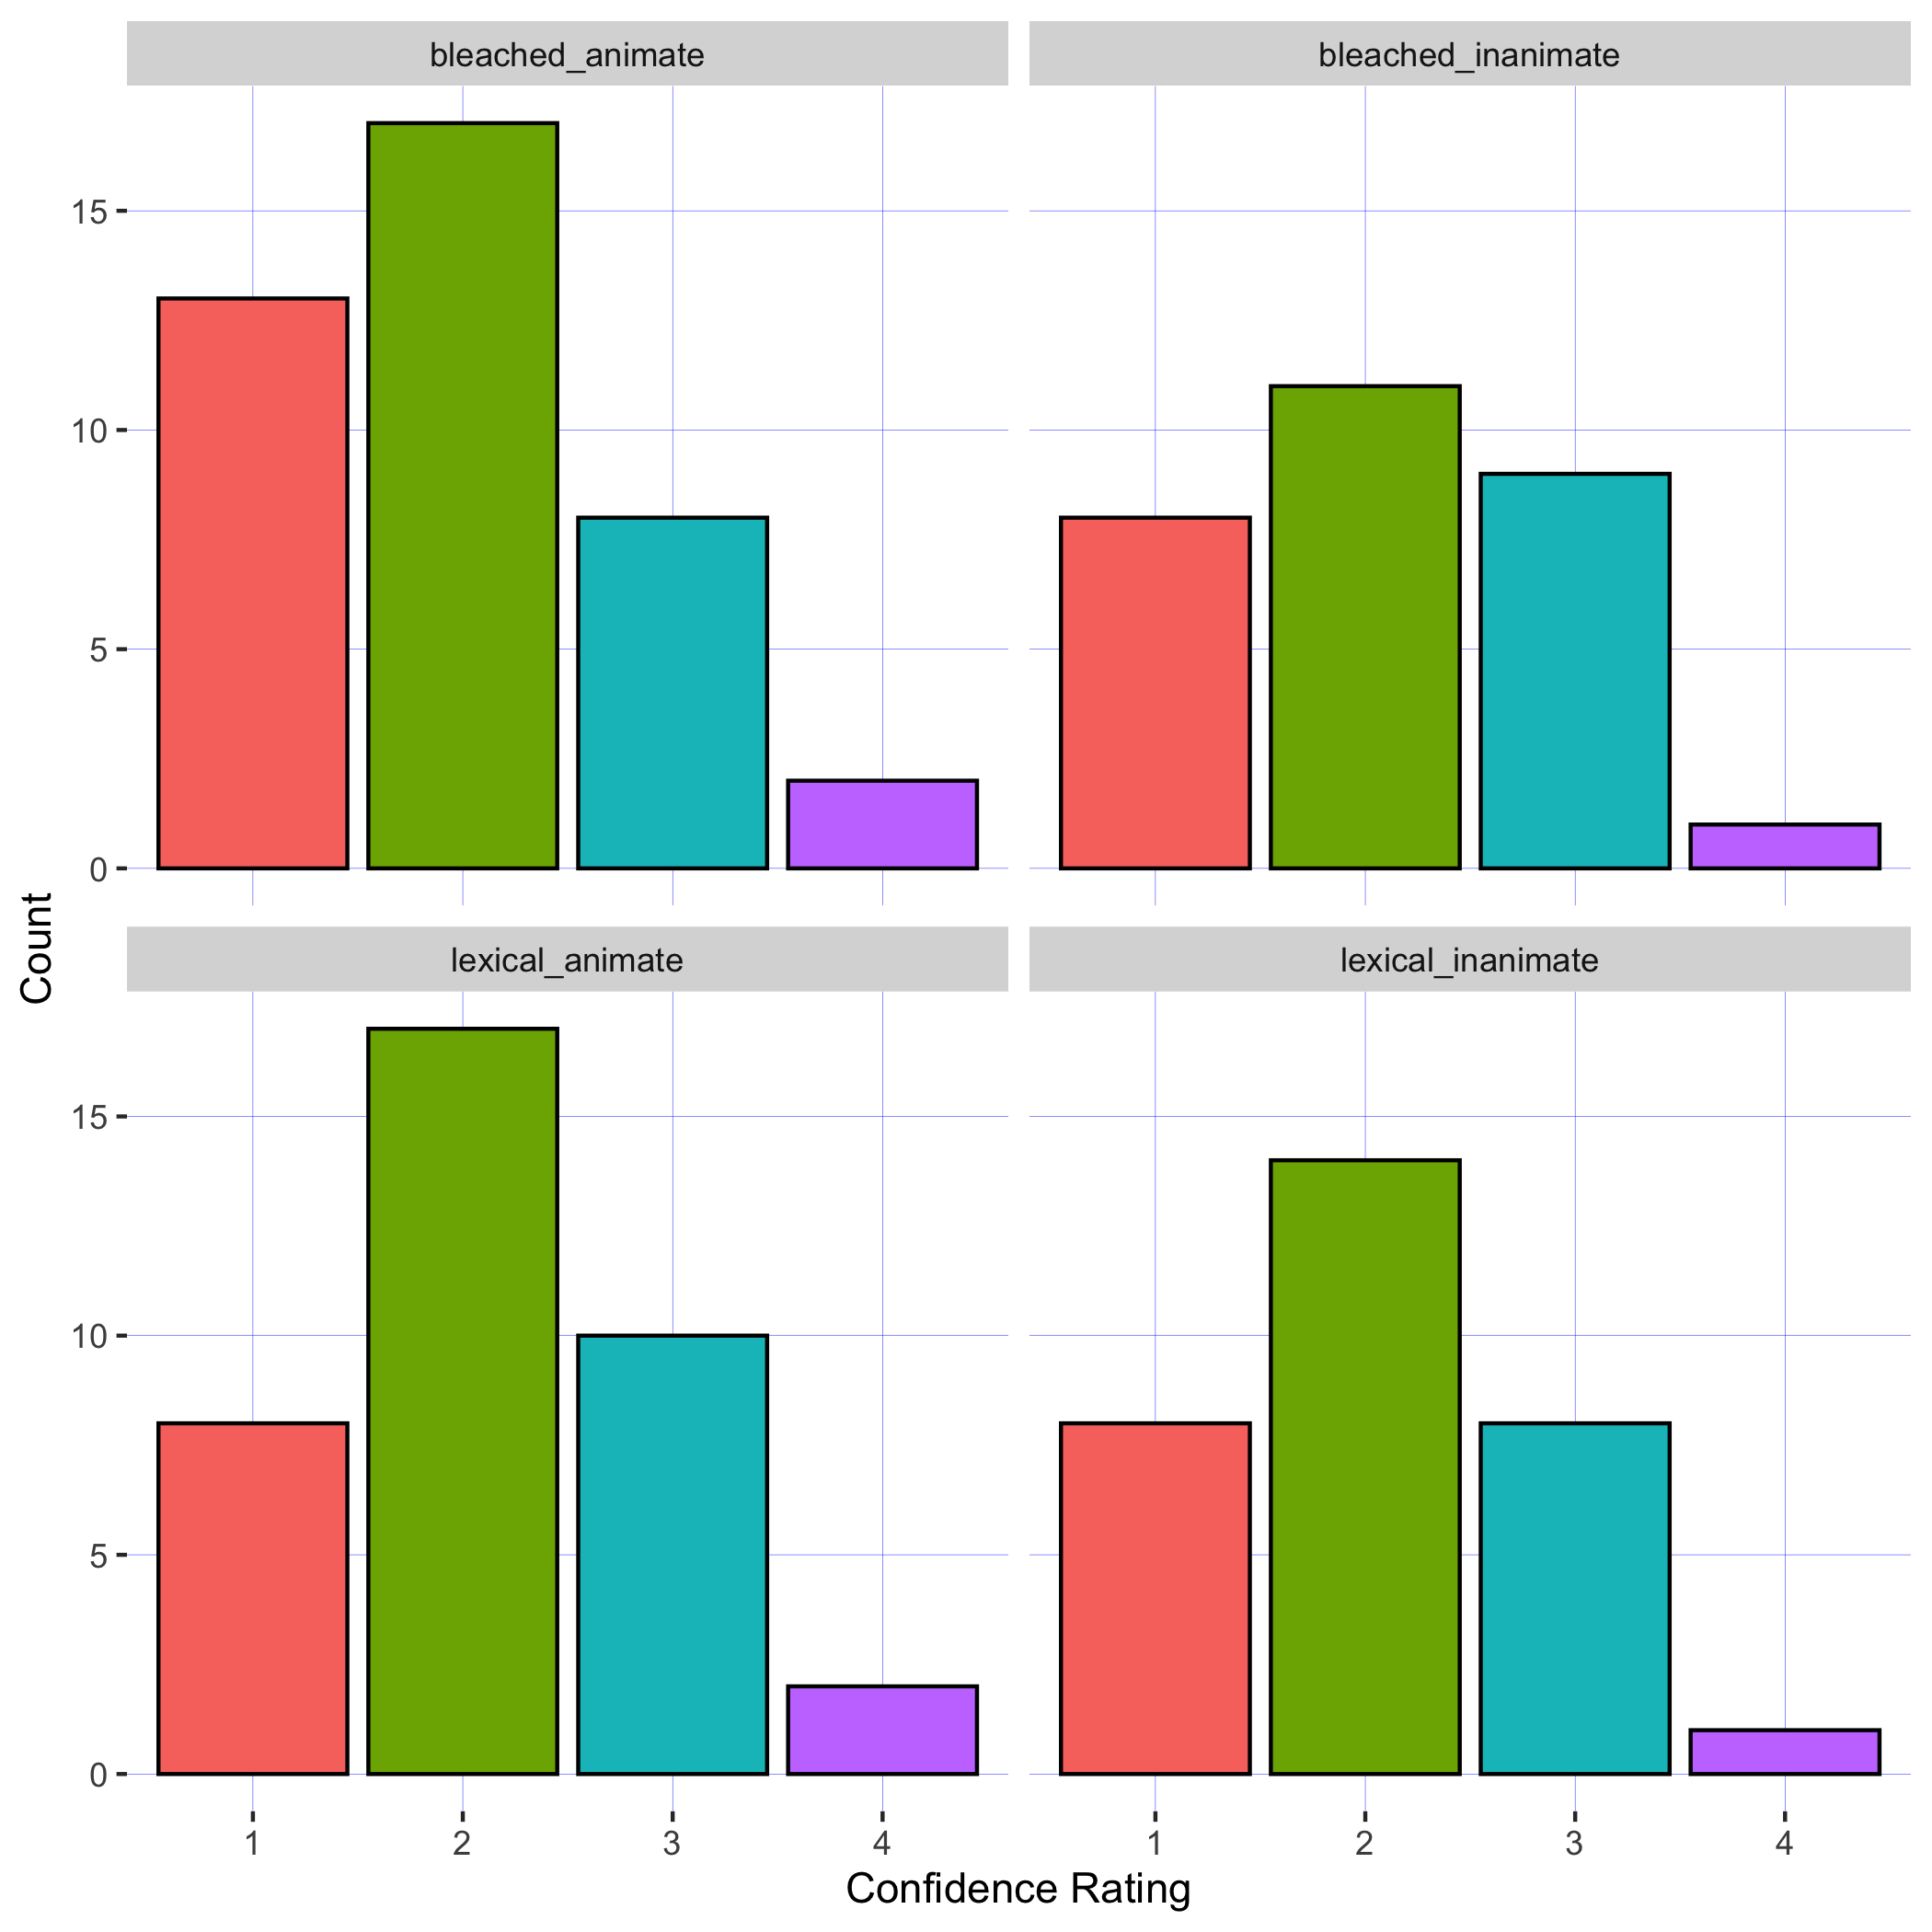 bleached_animate
bleached_inanimate
15
10
5
0
Count
lexical_animate
lexical_inanimate
15
10
5
0
1 2 3 4 1 2 3 4
Confidence Rating